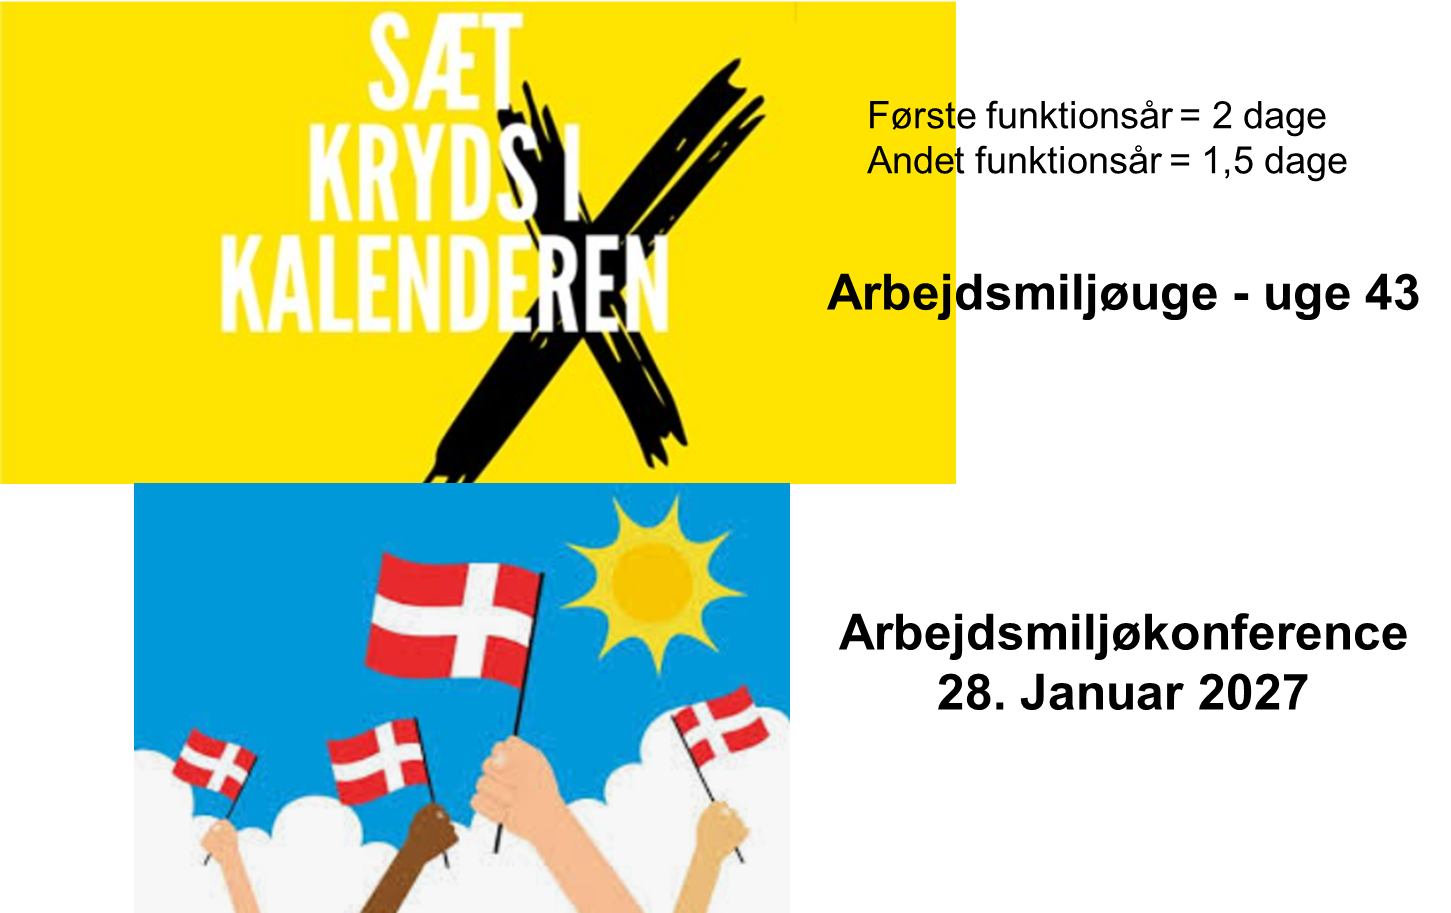 SÆT
KRYDS I
KALENDEREN
Første funktionsår = 2 dage
Andet funktionsår = 1,5 dage
Arbejdsmiljøuge - uge 43
Arbejdsmiljøkonference
28. Januar 2027